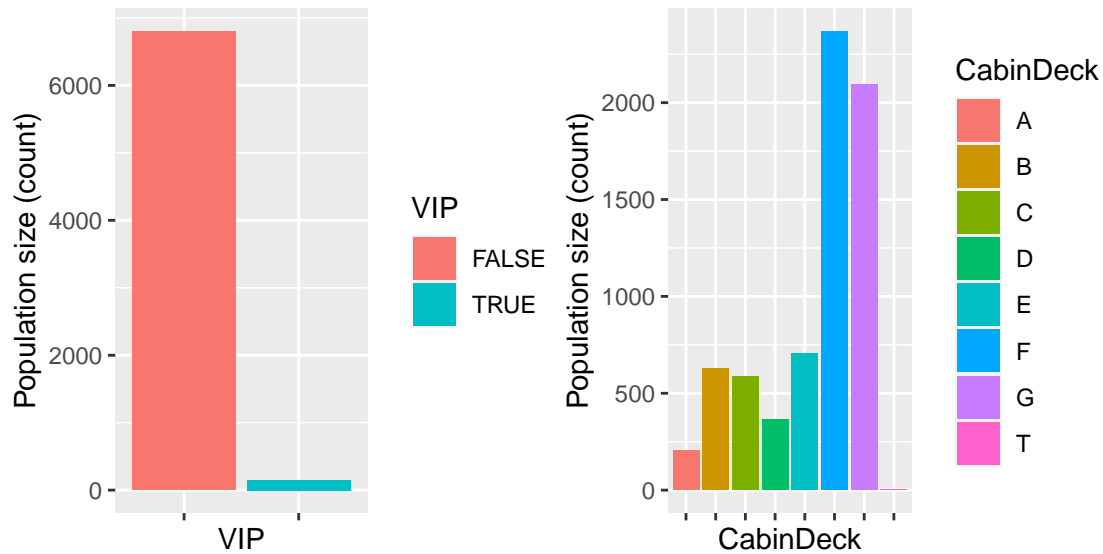 Population size (count)
6000
4000
2000
0
VIP
VIP
FALSE
TRUE
Population size (count)
2000
1500
1000
500
0
CabinDeck
CabinDeck
A
B
C
D
E
F
G
T